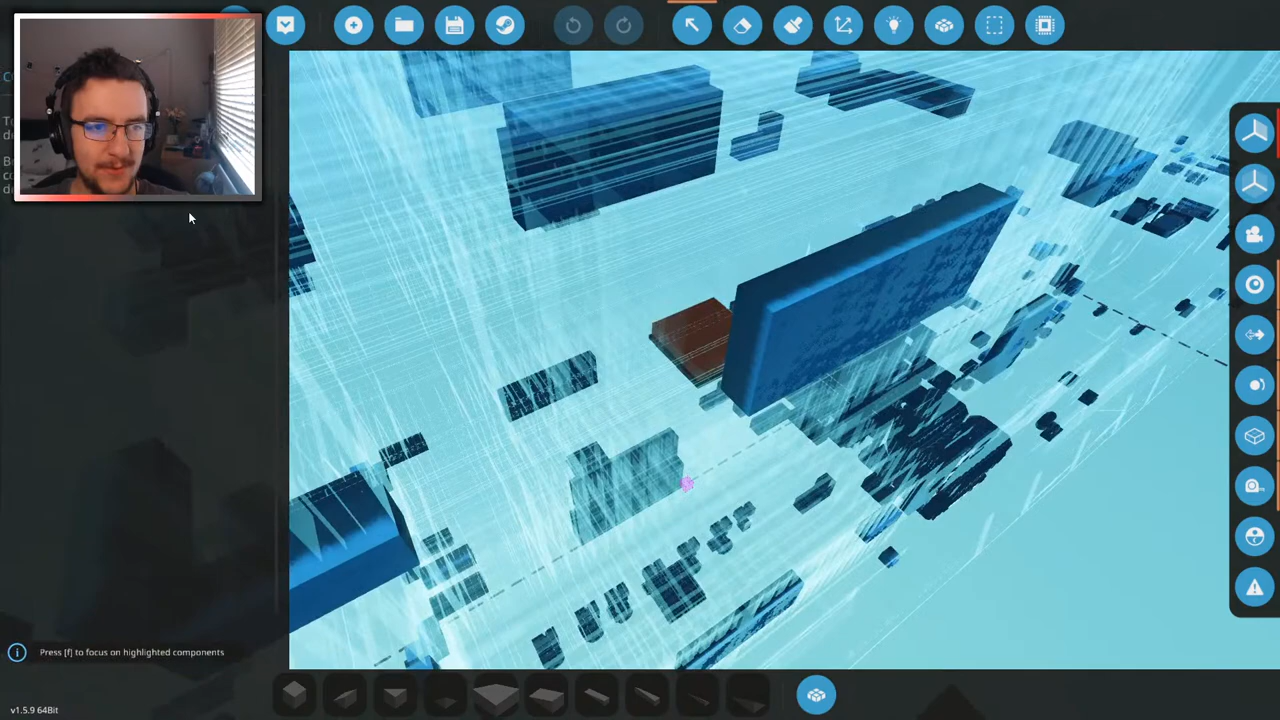 Press [f] to focus on highlighted components
v1.5.9 64Bit